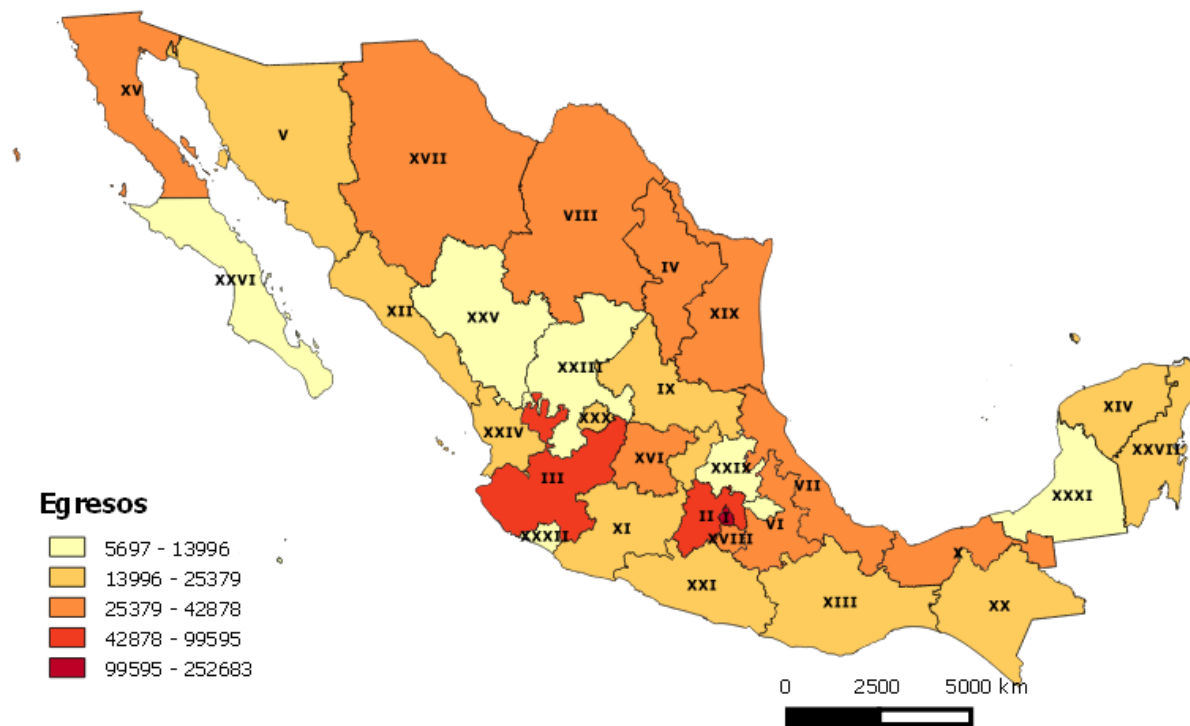 XV
V
XVII
VIII
IV
XXVI
XII
XXV
XIX
XXIII
IX
XXX
XXIV
XIV
XVI
XXVII
XXIX
III
VII
XXXI
II
I
VI
XI
XXXII
XVIII
X
XXI
XIII
XX
Egresos
5697 - 13996
13996 - 25379
25379 - 42878
42878 - 99595
99595 - 252683
0 2500 5000 km